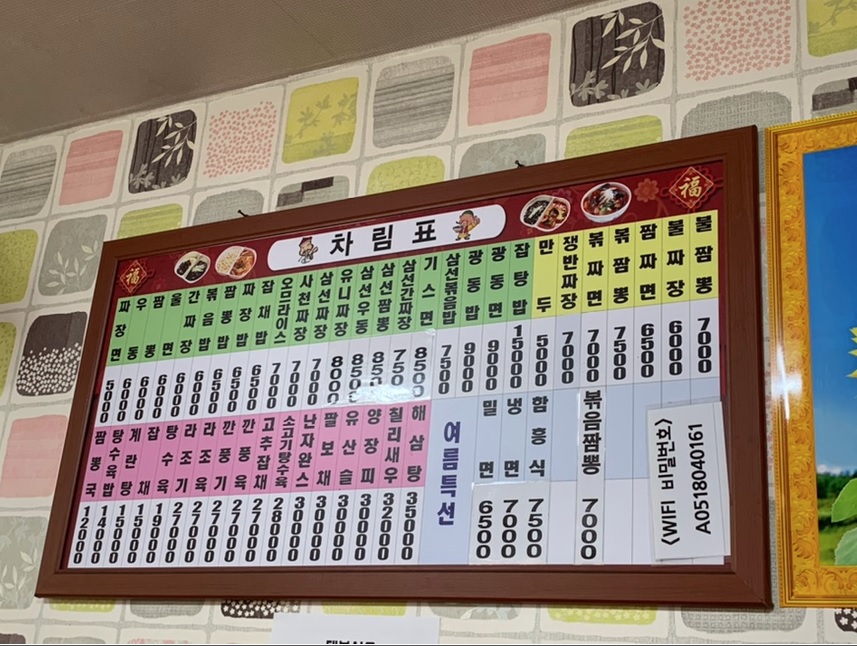 福 차림표 福
짜장면 5000
우동 6000
짬뽕 6000
울면 6000
간짜장 6000
볶음밥 6000
짬뽕밥 6500
짜장밥 6500
잡채밥 6500
오므라이스 7000
사천짜장 7000
삼선짜장 7000
유니짜장 8000
삼선우동 8500
삼선짬뽕 8500
삼선간짜장 7500
기스면 8500
삼선볶음밥 7500
광동밥 9000
광동면 9000
잡탕밥 15000
만두 5000
쟁반짜장 7000
볶짜면 7000
볶짬뽕 7500
짬짜면 6500
불짜장 6000
불짬뽕 7000
짬뽕국 12000
탕수육밥 14000
계란탕 15000
잡채 19000
탕수육
라조기 27000
라조육 27000
깐풍기 27000
깐풍육 27000
고추잡채 27000
소고기탕수육 28000
난자완스 30000
팔보채 30000
유산슬 30000
양장피 30000
칠리새우 32000
해삼탕 35000
여름특선
밀면 6500
냉면 7000
함흥식 7500
볶음짬뽕 7000
〈WIFI 비밀번호〉
A0518040161